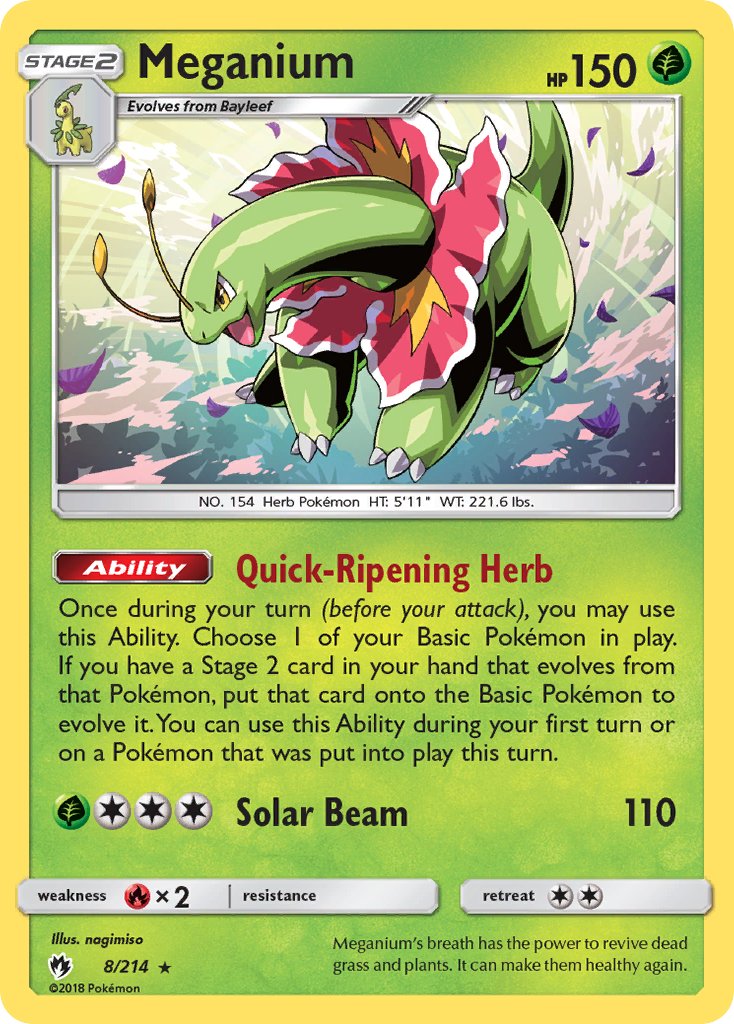 STAGE2 Meganium HP150
Evolves from Bayleef
NO. 154 Herb Pokémon HT: 5'11" WT: 221.6 lbs.
Ability Quick-Ripening Herb
Once during your turn (before your attack), you may use
this Ability. Choose 1 of your Basic Pokémon in play.
If you have a Stage 2 card in your hand that evolves from
that Pokémon, put that card onto the Basic Pokémon to
evolve it. You can use this Ability during your first turn or
on a Pokémon that was put into play this turn.
Solar Beam 110
weakness ×2 resistance retreat
Illus. nagimiso
8/214 ★
©2018 Pokémon
Meganium's breath has the power to revive dead
grass and plants. It can make them healthy again.